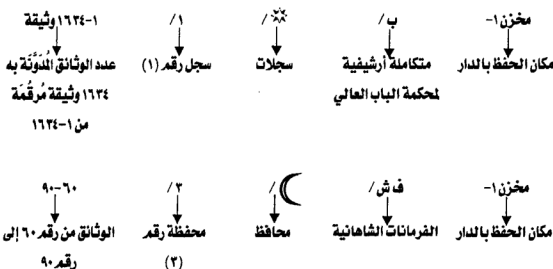 مخزن ١- ب/ / ١/ ١-١٦٣٤ وثيقة
مكان الحفظ بالدار متكاملة أرشيفية سجلات سجل رقم (١) عدد الوثائق المُدَوَّنَة به
لمحكمة الباب العالي ١٦٣٤ وثيقة مُرقَّمَة
من ١-١٦٣٤
مخزن ١- ف ش/ / ٣/ ٦٠-٩٠
مكان الحفظ بالدار الفرمانات الشاهانية محافظ محفظة رقم الوثائق من رقم ٦٠ إلى
(٣) رقم ٩٠